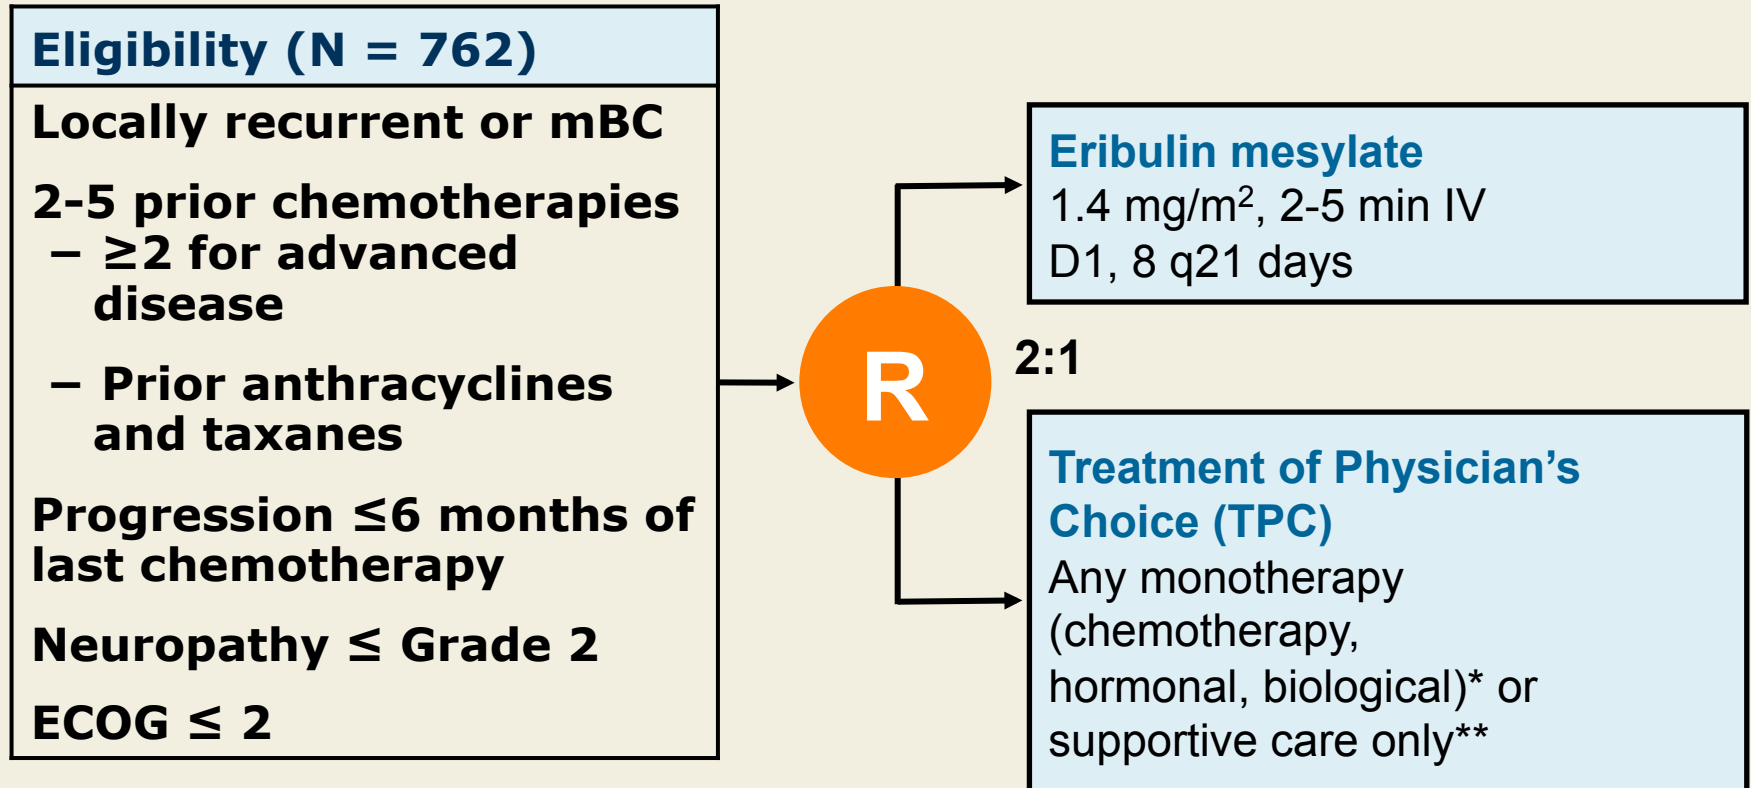 Eligibility (N = 762)
Locally recurrent or mBC
2-5 prior chemotherapies
– ≥2 for advanced
disease
– Prior anthracyclines
and taxanes
Progression ≤6 months of
last chemotherapy
Neuropathy ≤ Grade 2
ECOG ≤ 2
R
2:1
Eribulin mesylate
1.4 mg/m², 2-5 min IV
D1, 8 q21 days
Treatment of Physician’s
Choice (TPC)
Any monotherapy
(chemotherapy,
hormonal, biological)* or
supportive care only**